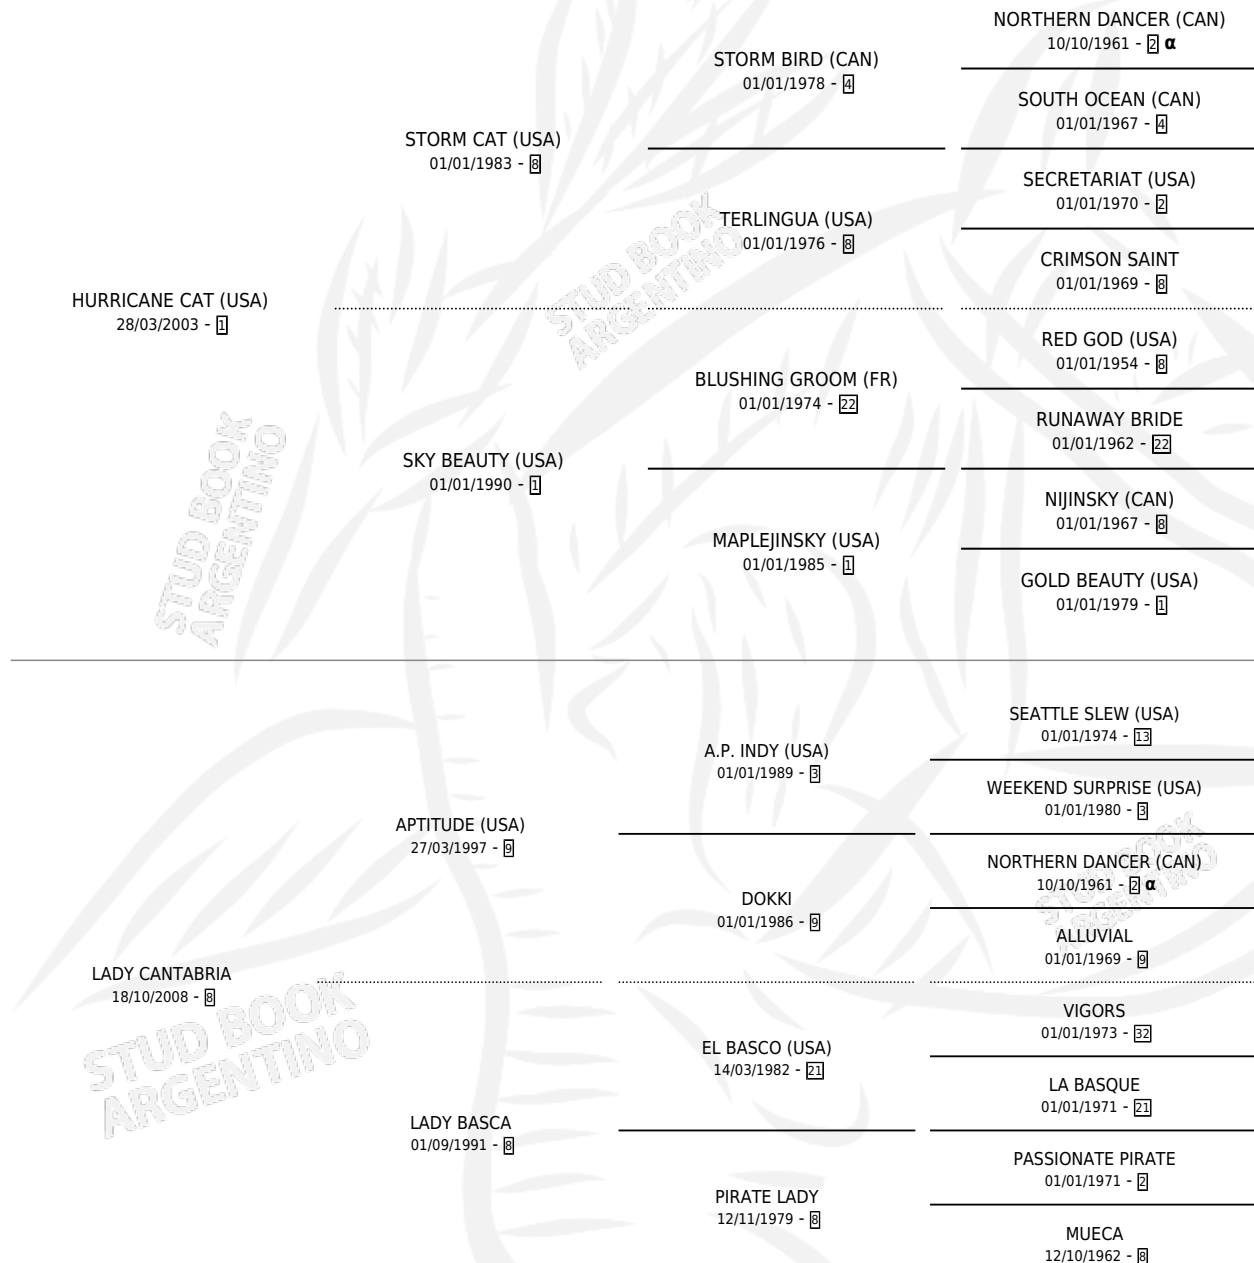 NORTHERN DANCER (CAN)
10/10/1961 - 2 α
STORM BIRD (CAN)
01/01/1978 - 4
SOUTH OCEAN (CAN)
01/01/1967 - 4
STORM CAT (USA)
01/01/1983 - 8
SECRETARIAT (USA)
01/01/1970 - 2
TERLINGUA (USA)
01/01/1976 - 8
CRIMSON SAINT
01/01/1969 - 8
HURRICANE CAT (USA)
28/03/2003 - 1
RED GOD (USA)
01/01/1954 - 8
BLUSHING GROOM (FR)
01/01/1974 - 22
RUNAWAY BRIDE
01/01/1962 - 22
SKY BEAUTY (USA)
01/01/1990 - 1
NIJINSKY (CAN)
01/01/1967 - 8
MAPLEJINSKY (USA)
01/01/1985 - 1
GOLD BEAUTY (USA)
01/01/1979 - 1
SEATTLE SLEW (USA)
01/01/1974 - 13
A.P. INDY (USA)
01/01/1989 - 3
WEEKEND SURPRISE (USA)
01/01/1980 - 3
APTITUDE (USA)
27/03/1997 - 9
NORTHERN DANCER (CAN)
10/10/1961 - 2 α
DOKKI
01/01/1986 - 9
ALLUVIAL
01/01/1969 - 9
LADY CANTABRIA
18/10/2008 - 8
VIGORS
01/01/1973 - 32
EL BASCO (USA)
14/03/1982 - 21
LA BASQUE
01/01/1971 - 21
LADY BASCA
01/09/1991 - 8
PASSIONATE PIRATE
01/01/1971 - 2
PIRATE LADY
12/11/1979 - 8
MUECA
12/10/1962 - 8
STUD BOOK
ARGENTINO
STUD BOOK
ARGENTINO
STUD BOOK
ARGENTINO
STUD BOOK
ARGENTINO